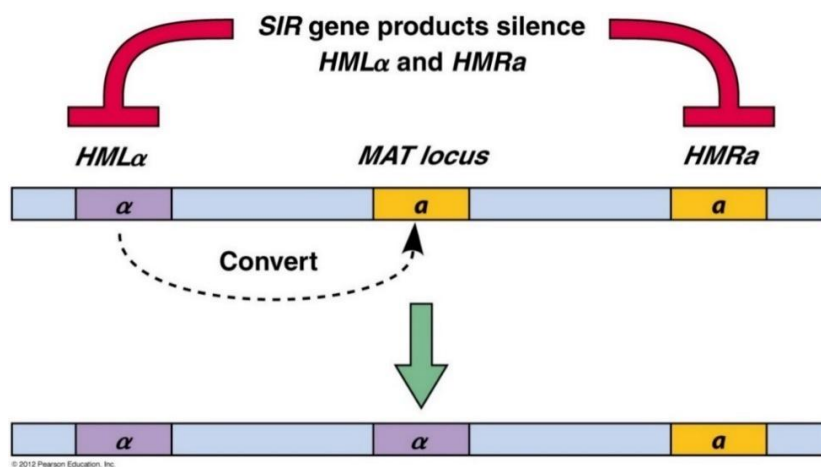 SIR gene products silence
HMLα and HMRa
HMLα MAT locus HMRa
α a a
Convert
α α a
© 2012 Pearson Education, Inc.